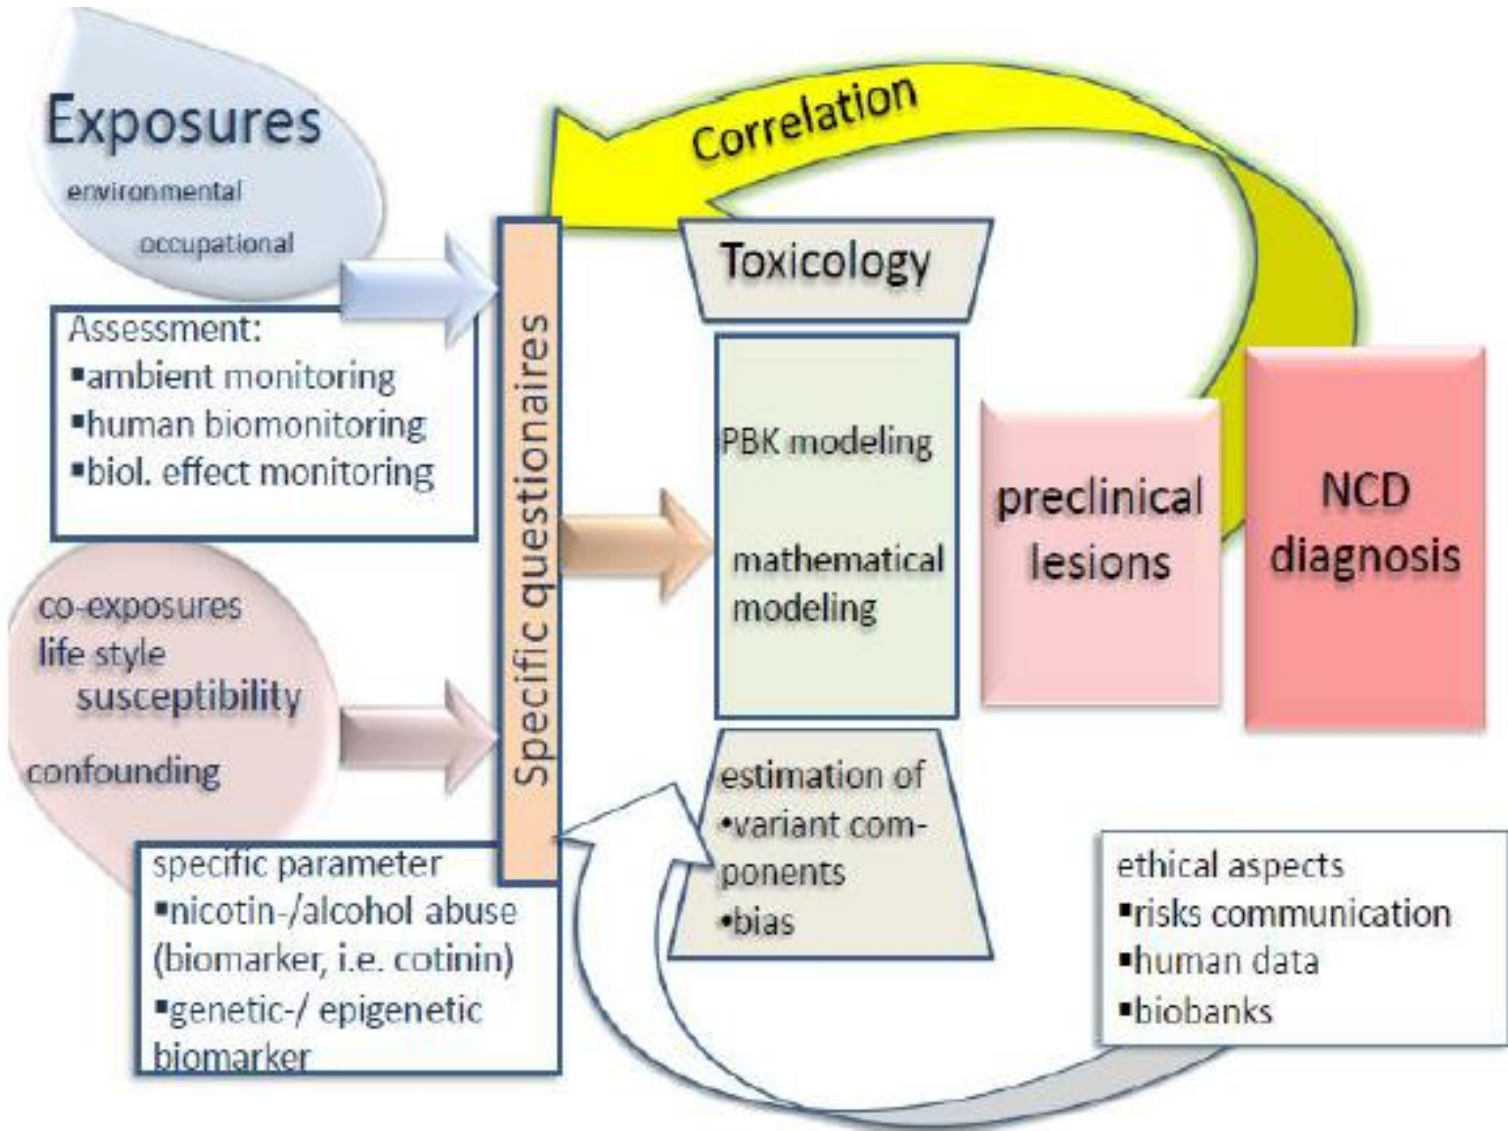 Exposures
environmental
occupational
Assessment:
▪ambient monitoring
▪human biomonitoring
▪biol. effect monitoring
co-exposures
life style
susceptibility
confounding
specific parameter
▪nicotin-/alcohol abuse
(biomarker, i.e. cotinin)
▪genetic-/ epigenetic
biomarker
Specific questionaires
Correlation
Toxicology
PBK modeling
mathematical
modeling
estimation of
•variant com-
ponents
•bias
preclinical
lesions
NCD
diagnosis
ethical aspects
▪risks communication
▪human data
▪biobanks